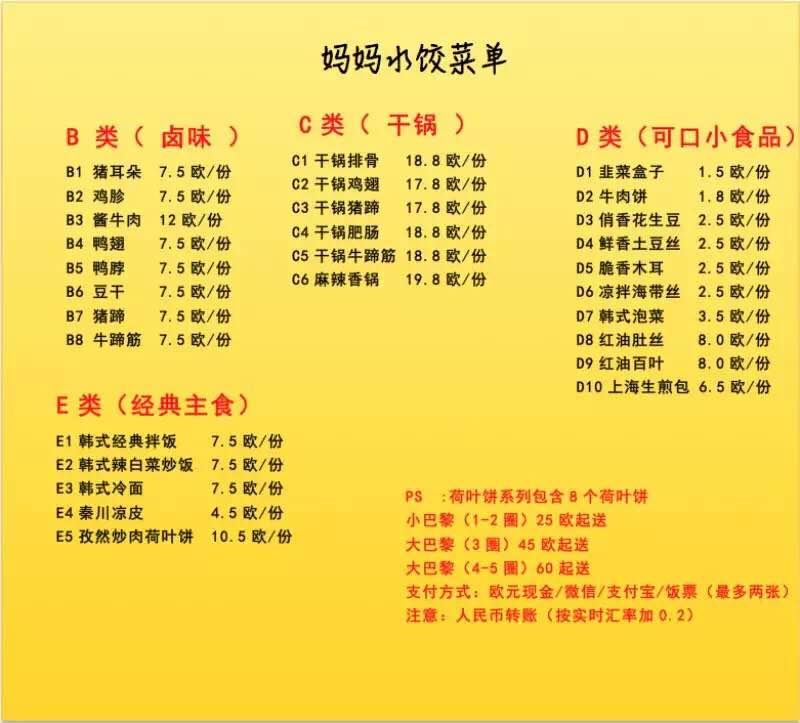 妈妈水饺菜单
B 类（ 卤味 ）
B1 猪耳朵 7.5欧/份
B2 鸡胗 7.5欧/份
B3 酱牛肉 12欧/份
B4 鸭翅 7.5欧/份
B5 鸭脖 7.5欧/份
B6 豆干 7.5欧/份
B7 猪蹄 7.5欧/份
B8 牛蹄筋 7.5欧/份
C 类（ 干锅 ）
C1 干锅排骨 18.8欧/份
C2 干锅鸡翅 17.8欧/份
C3 干锅猪蹄 17.8欧/份
C4 干锅肥肠 18.8欧/份
C5 干锅牛蹄筋 18.8欧/份
C6 麻辣香锅 19.8欧/份
D 类（可口小食品）
D1 韭菜盒子 1.5欧/份
D2 牛肉饼 1.8欧/份
D3 俏香花生豆 2.5欧/份
D4 鲜香土豆丝 2.5欧/份
D5 脆香木耳 2.5欧/份
D6 凉拌海带丝 2.5欧/份
D7 韩式泡菜 3.5欧/份
D8 红油肚丝 8.0欧/份
D9 红油百叶 8.0欧/份
D10 上海生煎包 6.5欧/份
E 类（经典主食）
E1 韩式经典拌饭 7.5欧/份
E2 韩式辣白菜炒饭 7.5欧/份
E3 韩式冷面 7.5欧/份
E4 秦川凉皮 4.5欧/份
E5 孜然炒肉荷叶饼 10.5欧/份
PS :荷叶饼系列包含8个荷叶饼
小巴黎（1-2圈）25欧起送
大巴黎（3圈）45欧起送
大巴黎（4-5圈）60起送
支付方式：欧元现金/微信/支付宝/饭票（最多两张）
注意：人民币转账（按实时汇率加0.2）